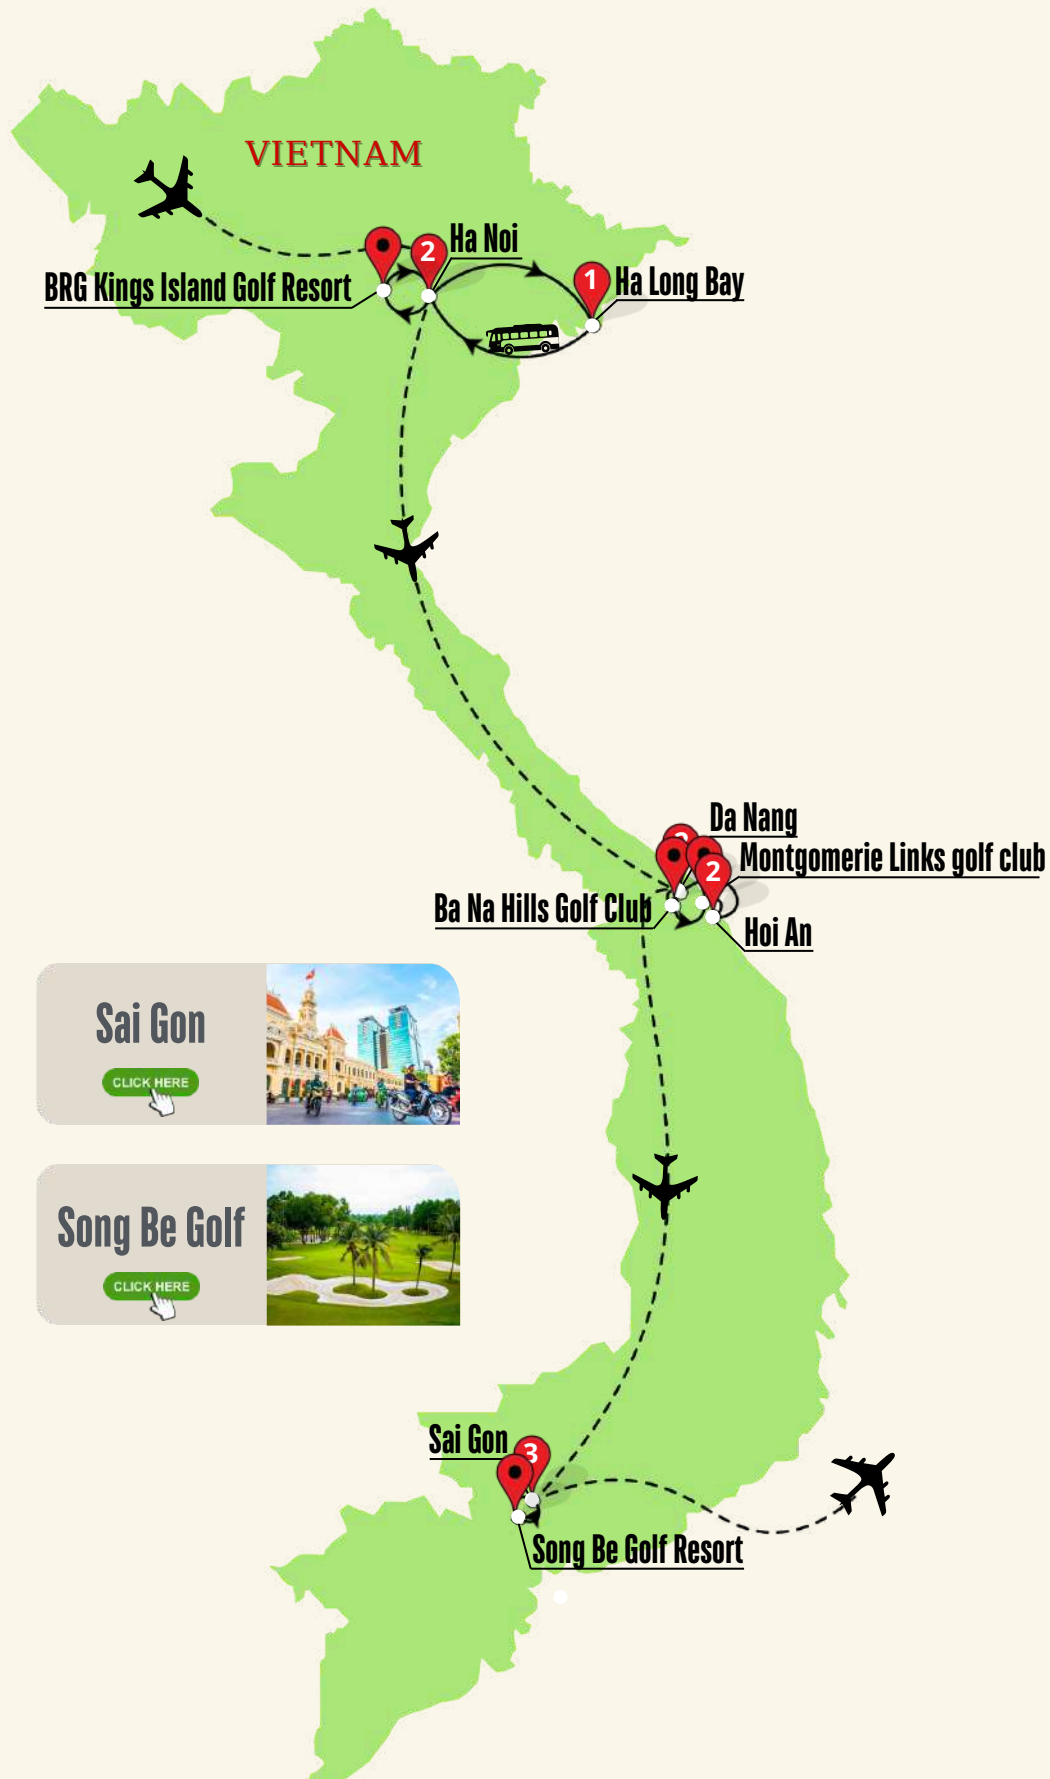 VIETNAM
2
Ha Noi
1
Ha Long Bay
BRG Kings Island Golf Resort
Da Nang
Montgomerie Links golf club
2
Ba Na Hills Golf Club
Hoi An
Sai Gon
CLICK HERE
Song Be Golf
CLICK HERE
Sai Gon
3
Song Be Golf Resort